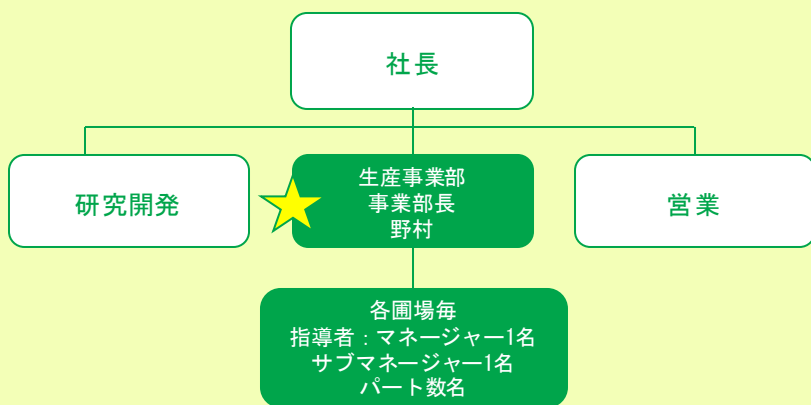 社長
研究開発
生産事業部
事業部長
野村
営業
各圃場毎
指導者：マネージャー1名
サブマネージャー1名
パート数名